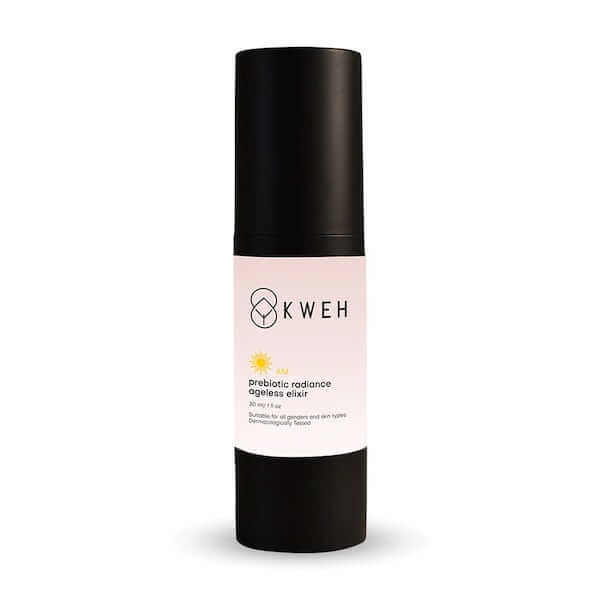 KWEH
AM
prebiotic radiance
ageless elixir
30 ml/ 1 fl oz
Suitable for all genders and skin types
Dermatologically Tested